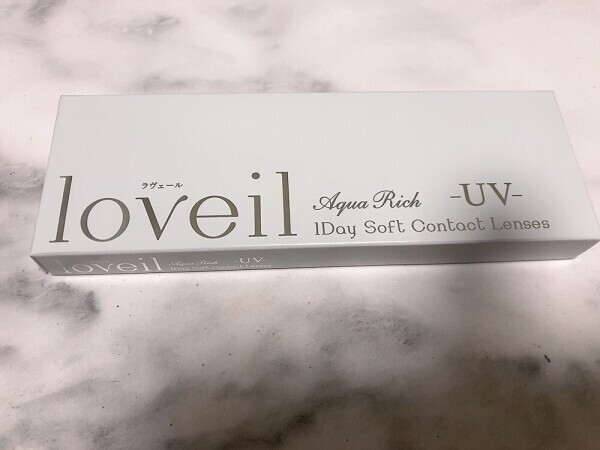 ラヴェール
loveil Aqua Rich -UV-
1Day Soft Contact Lenses
loveil Aqua Rich -UV-
1Day Soft Contact Lenses